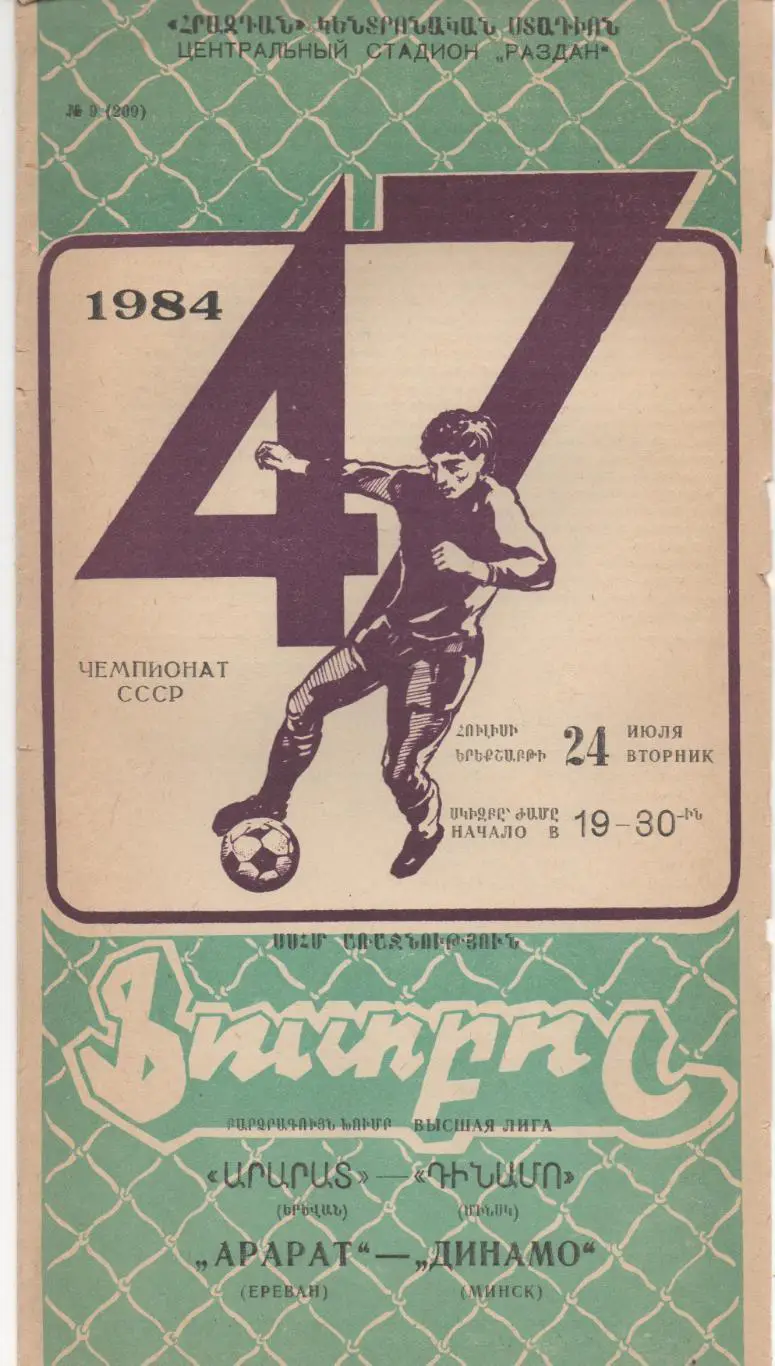 «ՀՐԱԶԴԱՆ» ԿԵՆՏՐՈՆԱԿԱՆ ՍՏԱԴԻՈՆ
ЦЕНТРАЛЬНЫЙ СТАДИОН „РАЗДАН“
№ 9 (209)
47
1984
ЧЕМПИОНАТ
СССР
ՀՈՒԼԻՍԻ 24 ИЮЛЯ
ԵՐԵՔՇԱԲԹԻ ВТОРНИК
ՍԿԻԶԲԸ՝ ԺԱՄԸ 19-30-ԻՆ
НАЧАЛО В
ՍՍՀՄ ԱՌԱՋՆՈՒԹՅՈՒՆ
Ֆուտբոլ
ԲԱՐՁՐԱԳՈՒՅՆ ԽՈՒՄԲ ВЫСШАЯ ЛИГА
«ԱՐԱՐԱՏ» — «ԴԻՆԱՄՈ»
(ԵՐԵՎԱՆ) (ՄԻՆՍԿ)
„АРАРАТ“ — „ДИНАМО“
(ЕРЕВАН) (МИНСК)